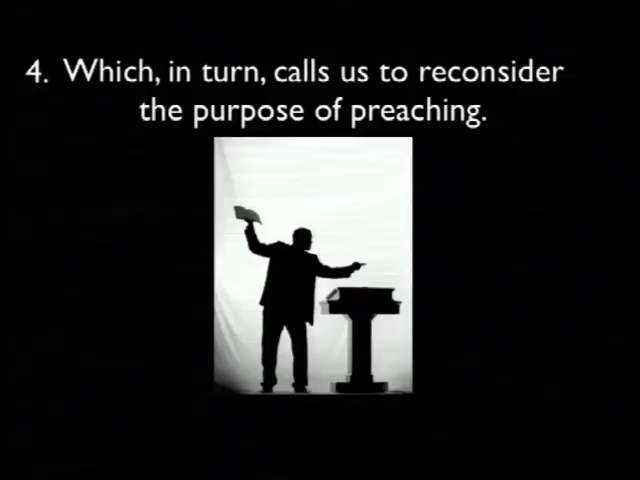 4. Which, in turn, calls us to reconsider
the purpose of preaching.